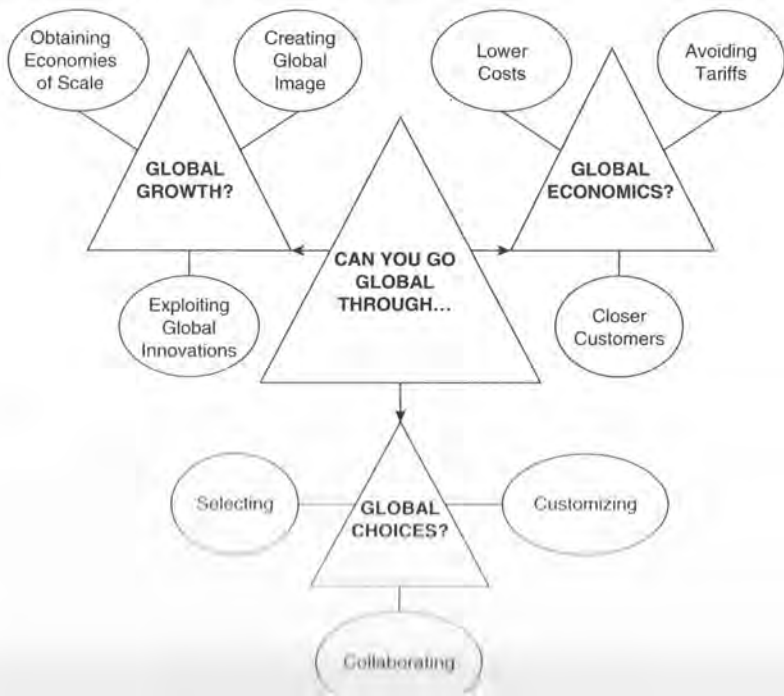 Obtaining
Economies
of Scale
Creating
Global
Image
GLOBAL
GROWTH?
Exploiting
Global
Innovations
Lower
Costs
Avoiding
Tariffs
GLOBAL
ECONOMICS?
Closer
Customers
CAN YOU GO
GLOBAL
THROUGH...
Selecting
GLOBAL
CHOICES?
Customizing
Collaborating